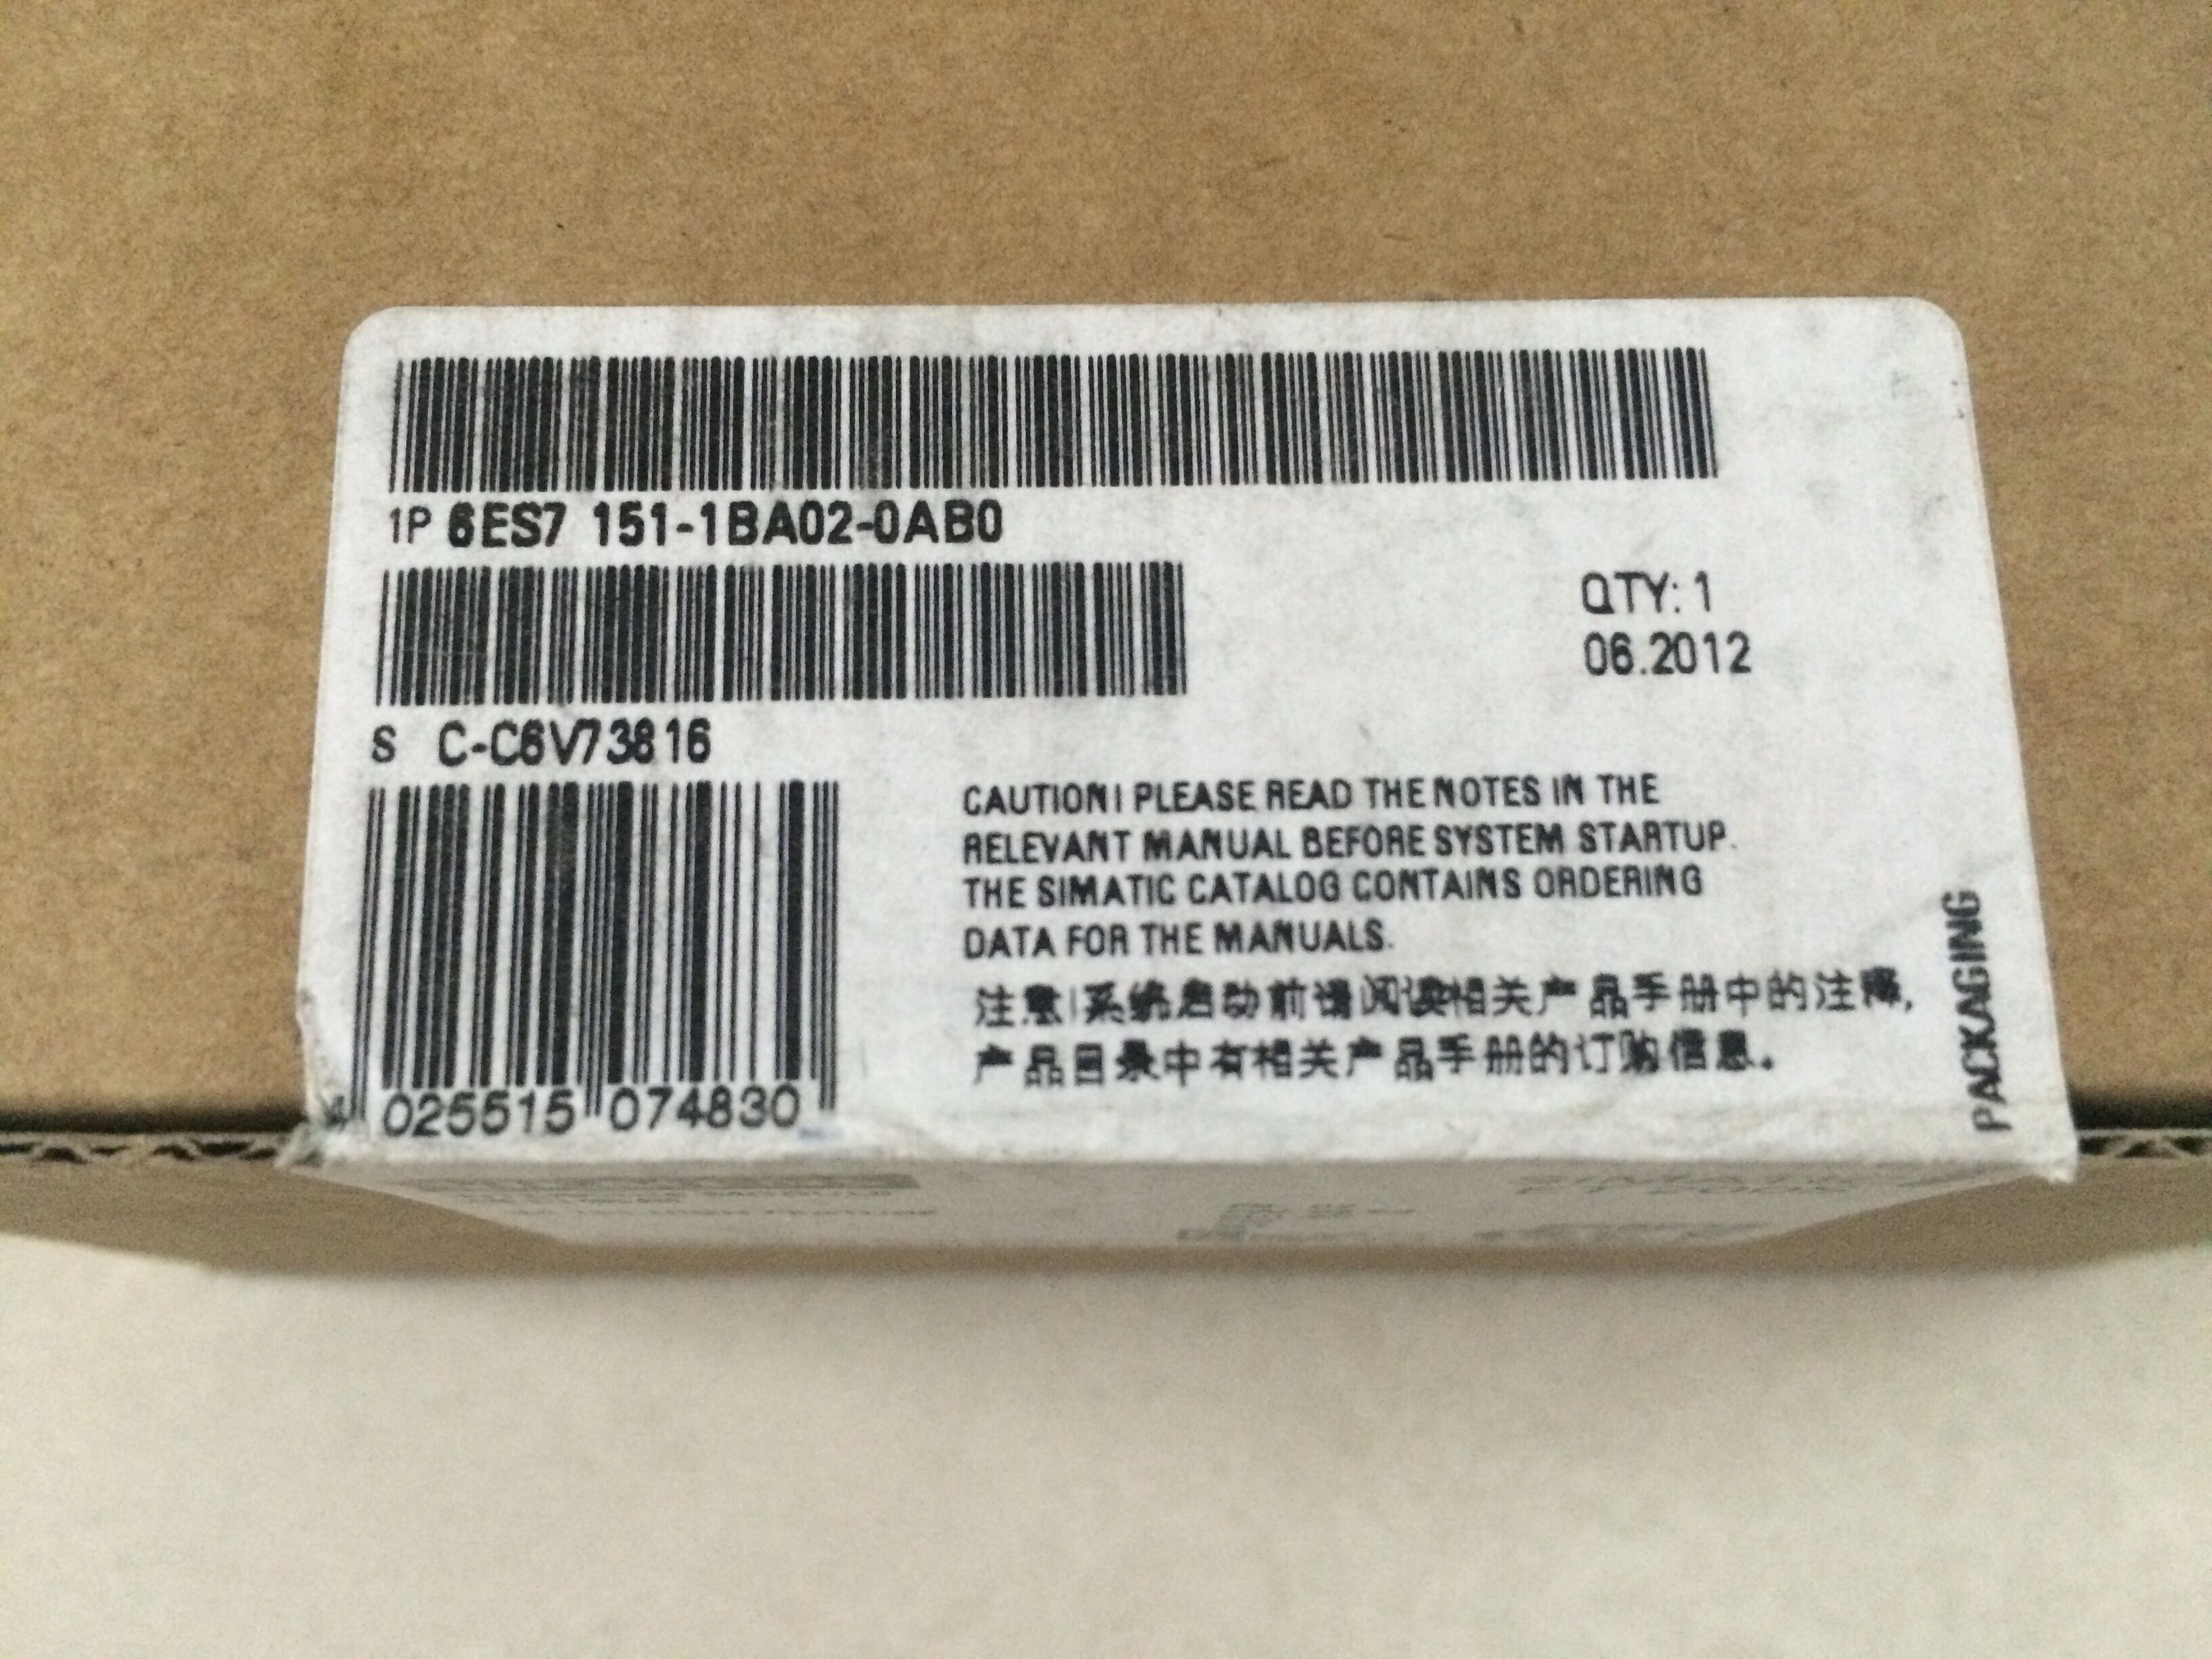 1P 6ES7 151-1BA02-0AB0
QTY: 1
06.2012
S C-C6V73816
CAUTION! PLEASE READ THE NOTES IN THE
RELEVANT MANUAL BEFORE SYSTEM STARTUP.
THE SIMATIC CATALOG CONTAINS ORDERING
DATA FOR THE MANUALS.
注意!系统启动前请阅读相关产品手册中的注释,
产品目录中有相关产品手册的订购信息。
4 025515 074830
PACKAGING